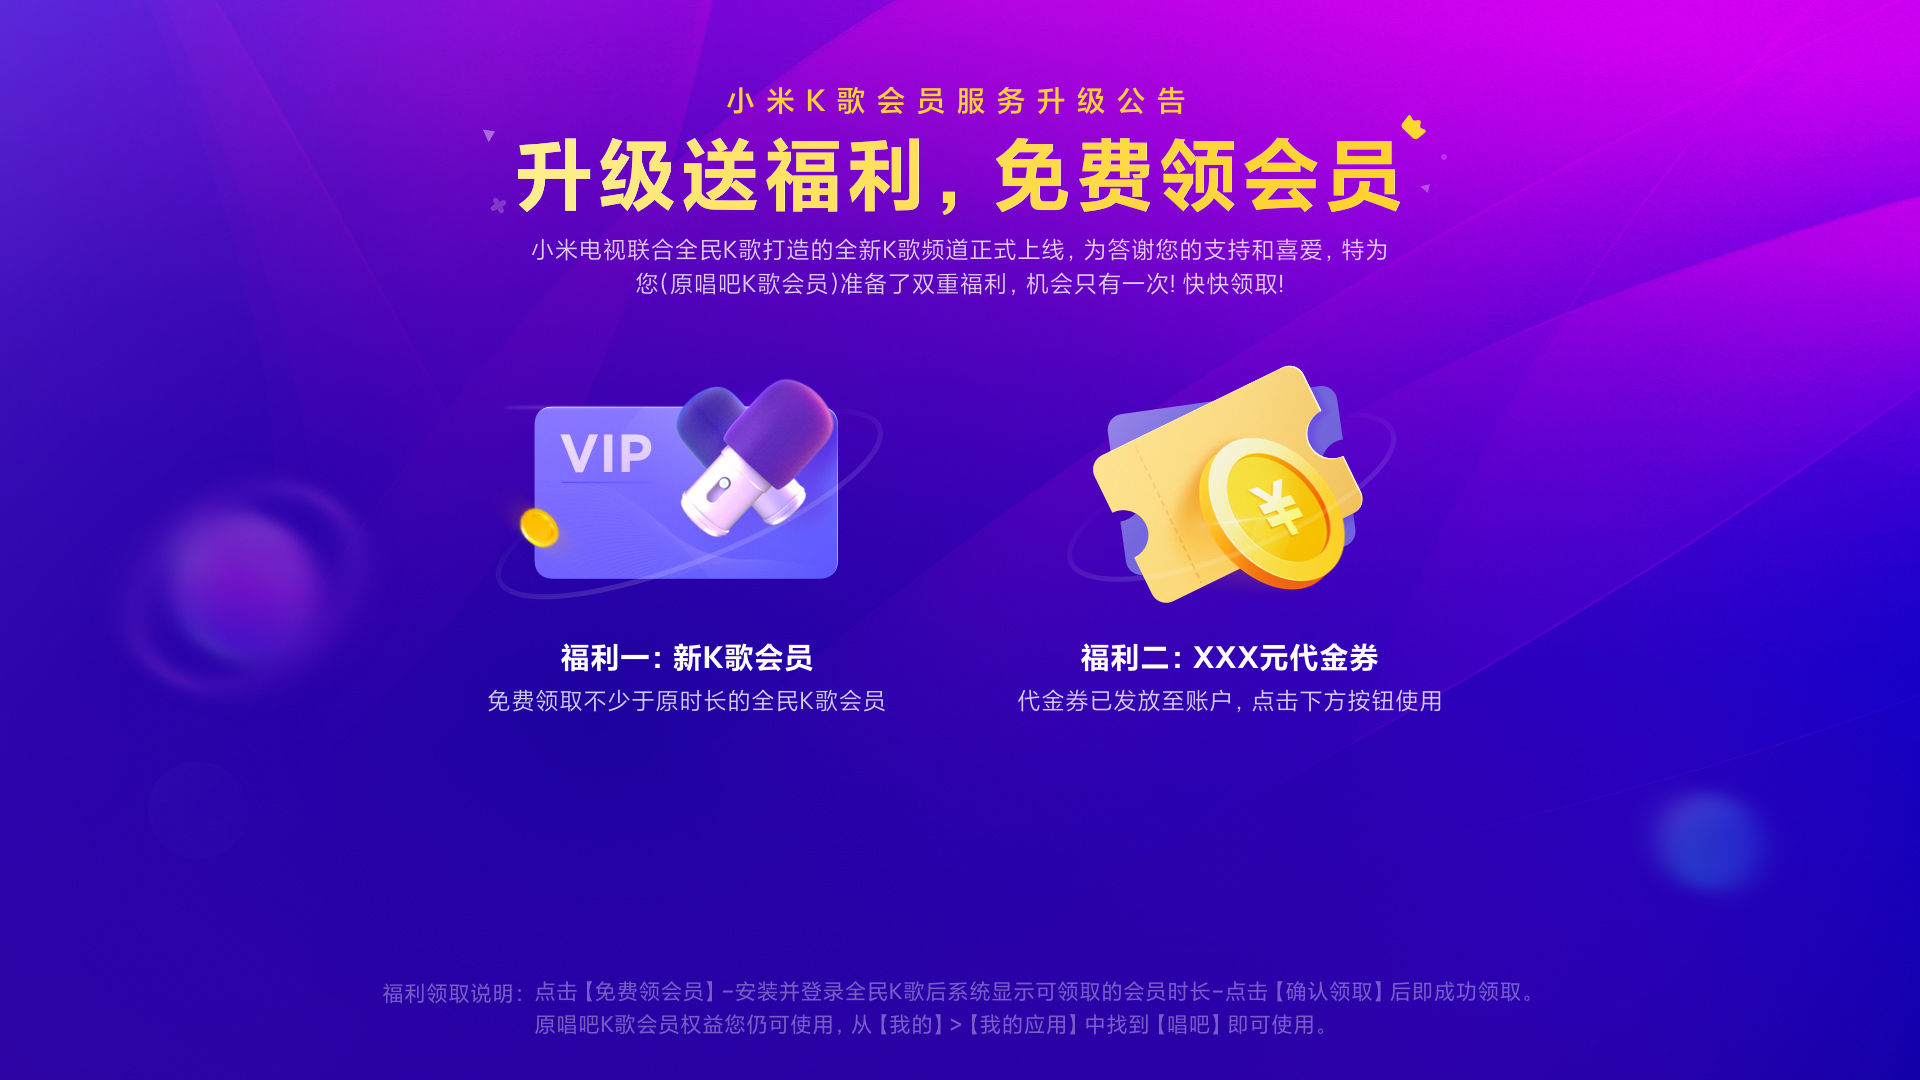 小米K歌会员服务升级公告
升级送福利，免费领会员
小米电视联合全民K歌打造的全新K歌频道正式上线，为答谢您的支持和喜爱，特为
您(原唱吧K歌会员)准备了双重福利，机会只有一次! 快快领取!
VIP
¥
福利一：新K歌会员
免费领取不少于原时长的全民K歌会员
福利二：XXX元代金券
代金券已发放至账户，点击下方按钮使用
福利领取说明：点击【免费领会员】-安装并登录全民K歌后系统显示可领取的会员时长-点击【确认领取】后即成功领取。
原唱吧K歌会员权益您仍可使用，从【我的】>【我的应用】中找到【唱吧】即可使用。